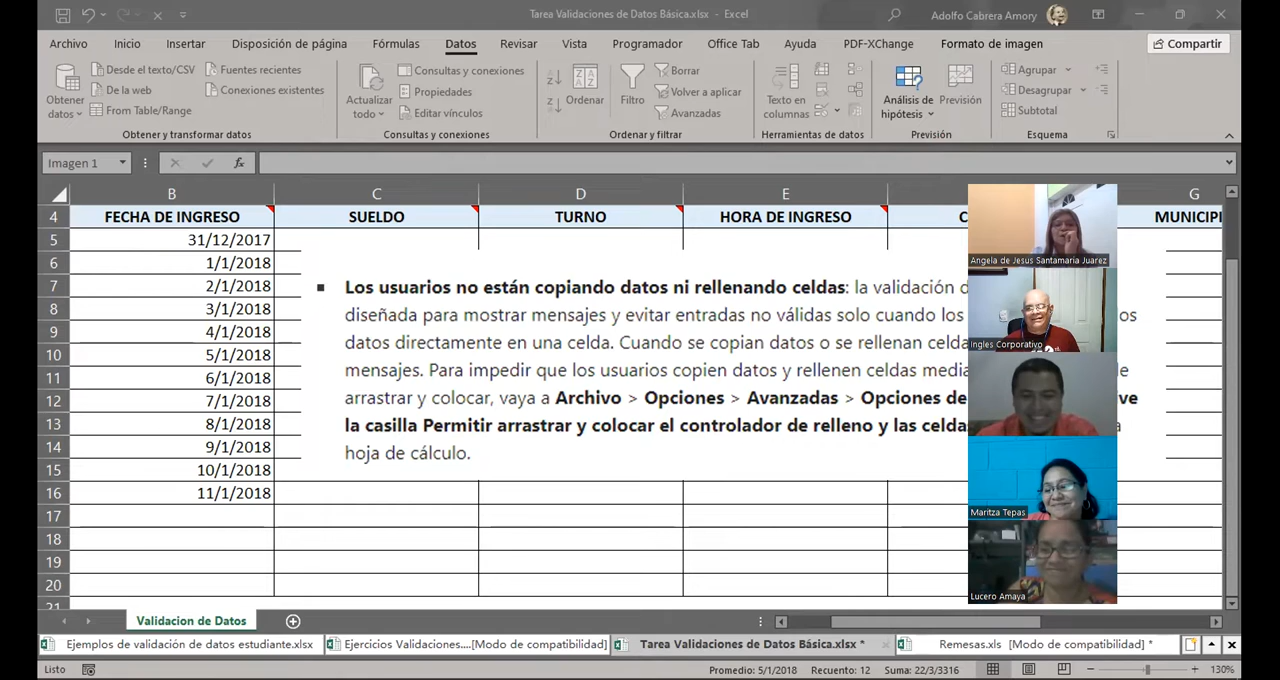 Tarea Validaciones de Datos Básica.xlsx - Excel
Adolfo Cabrera Amory
Archivo Inicio Insertar Disposición de página Fórmulas Datos Revisar Vista Programador Office Tab Ayuda PDF-XChange Formato de imagen Compartir
Obtener datos
Desde el texto/CSV
De la web
From Table/Range
Fuentes recientes
Conexiones existentes
Obtener y transformar datos
Actualizar todo
Consultas y conexiones
Propiedades
Editar vínculos
Consultas y conexiones
Ordenar
Filtro
Borrar
Volver a aplicar
Avanzadas
Ordenar y filtrar
Texto en columnas
Herramientas de datos
Análisis de hipótesis
Previsión
Previsión
Agrupar
Desagrupar
Subtotal
Esquema
Imagen 1
fx
B C D E G
4 FECHA DE INGRESO SUELDO TURNO HORA DE INGRESO C MUNICIPI
5 31/12/2017
6 1/1/2018
7 2/1/2018
8 3/1/2018
9 4/1/2018
10 5/1/2018
11 6/1/2018
12 7/1/2018
13 8/1/2018
14 9/1/2018
15 10/1/2018
16 11/1/2018
17
18
19
20
21
▪ Los usuarios no están copiando datos ni rellenando celdas: la validación d
diseñada para mostrar mensajes y evitar entradas no válidas solo cuando los os
datos directamente en una celda. Cuando se copian datos o se rellenan celda
mensajes. Para impedir que los usuarios copien datos y rellenen celdas media de
arrastrar y colocar, vaya a Archivo > Opciones > Avanzadas > Opciones de ve
la casilla Permitir arrastrar y colocar el controlador de relleno y las celda a
hoja de cálculo.
Angela de Jesus Santamaria Juarez
Ingles Corporativo
Maritza Tepas
Lucero Amaya
Validacion de Datos
Ejemplos de validación de datos estudiante.xlsx
Ejercicios Validaciones....[Modo de compatibilidad]
Tarea Validaciones de Datos Básica.xlsx *
Remesas.xls [Modo de compatibilidad] *
Listo
Promedio: 5/1/2018 Recuento: 12 Suma: 22/3/3316
130%